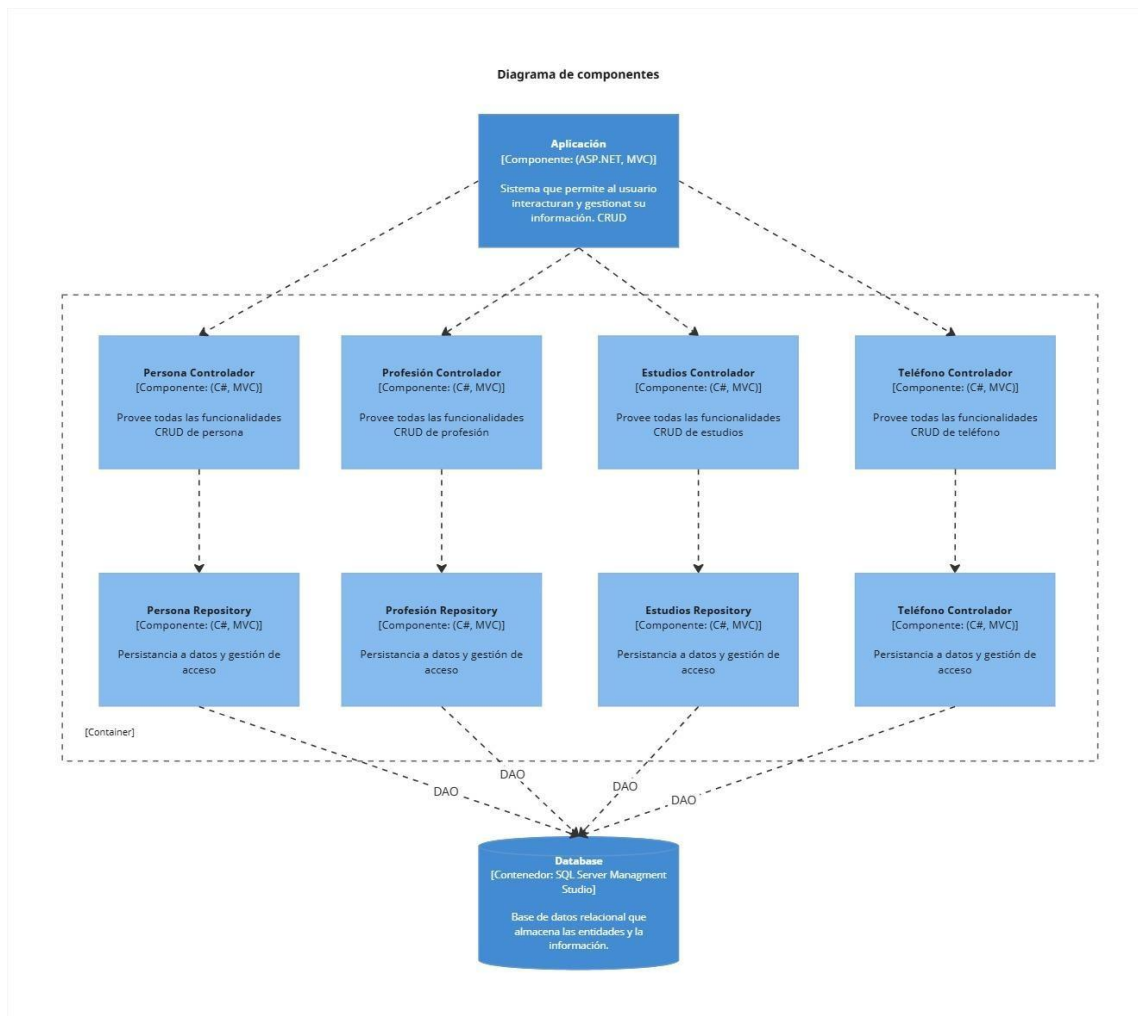 Diagrama de componentes
Aplicación
[Componente: (ASP.NET, MVC)]
Sistema que permite al usuario
interacturan y gestionat su
información. CRUD
Persona Controlador
[Componente: (C#, MVC)]
Provee todas las funcionalidades
CRUD de persona
Profesión Controlador
[Componente: (C#, MVC)]
Provee todas las funcionalidades
CRUD de profesión
Estudios Controlador
[Componente: (C#, MVC)]
Provee todas las funcionalidades
CRUD de estudios
Teléfono Controlador
[Componente: (C#, MVC)]
Provee todas las funcionalidades
CRUD de teléfono
Persona Repository
[Componente: (C#, MVC)]
Persistancia a datos y gestión de
acceso
Profesión Repository
[Componente: (C#, MVC)]
Persistancia a datos y gestión de
acceso
Estudios Repository
[Componente: (C#, MVC)]
Persistancia a datos y gestión de
acceso
Teléfono Controlador
[Componente: (C#, MVC)]
Persistancia a datos y gestión de
acceso
[Container]
DAO
DAO
DAO
DAO
Database
[Contenedor: SQL Server Managment
Studio]
Base de datos relacional que
almacena las entidades y la
información.